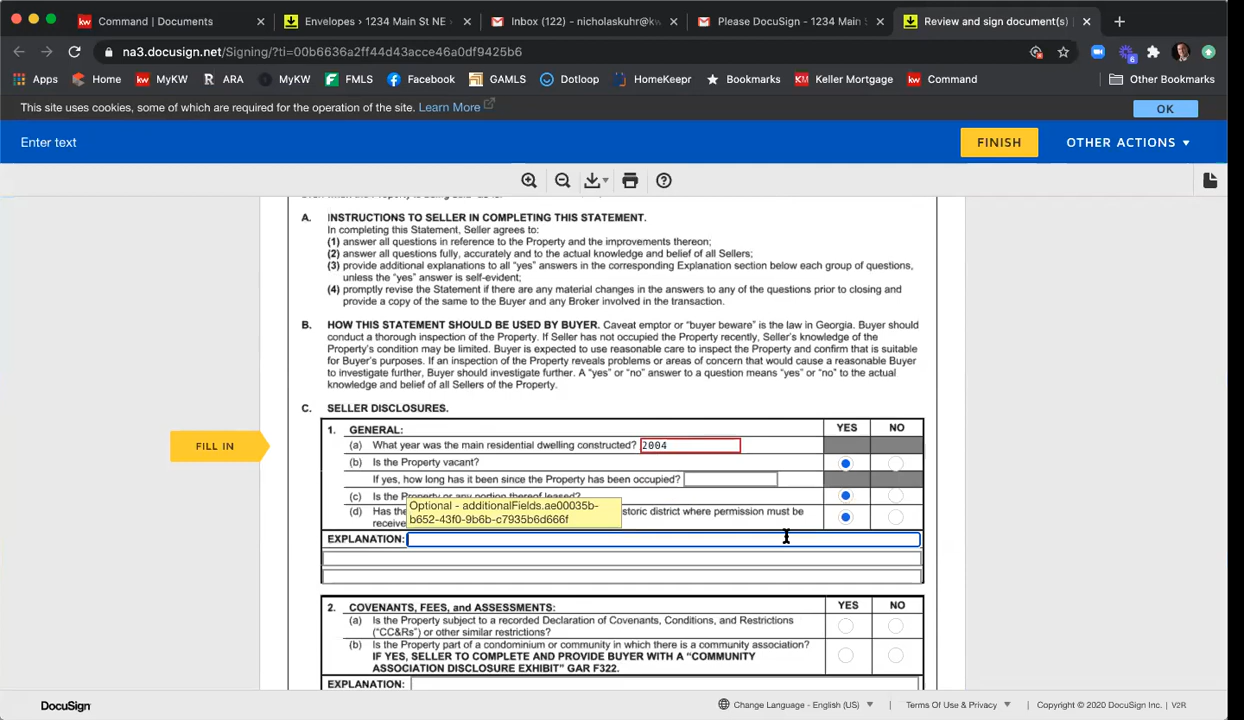 Command | Documents
Envelopes › 1234 Main St NE
Inbox (122) - nicholaskuhr@kw
Please DocuSign - 1234 Main
Review and sign document(s)
na3.docusign.net/Signing/?ti=00b6636a2ff44d43acce46a0df9425b6
Apps kw Home kw MyKW R ARA MyKW F FMLS Facebook GAMLS Dotloop HomeKeepr Bookmarks KM Keller Mortgage kw Command Other Bookmarks
This site uses cookies, some of which are required for the operation of the site. Learn More OK
Enter text FINISH OTHER ACTIONS
A. INSTRUCTIONS TO SELLER IN COMPLETING THIS STATEMENT.
In completing this Statement, Seller agrees to:
(1) answer all questions in reference to the Property and the improvements thereon;
(2) answer all questions fully, accurately and to the actual knowledge and belief of all Sellers;
(3) provide additional explanations to all "yes" answers in the corresponding Explanation section below each group of questions,
unless the "yes" answer is self-evident;
(4) promptly revise the Statement if there are any material changes in the answers to any of the questions prior to closing and
provide a copy of the same to the Buyer and any Broker involved in the transaction.
B. HOW THIS STATEMENT SHOULD BE USED BY BUYER. Caveat emptor or "buyer beware" is the law in Georgia. Buyer should
conduct a thorough inspection of the Property. If Seller has not occupied the Property recently, Seller's knowledge of the
Property's condition may be limited. Buyer is expected to use reasonable care to inspect the Property and confirm that is suitable
for Buyer's purposes. If an inspection of the Property reveals problems or areas of concern that would cause a reasonable Buyer
to investigate further, Buyer should investigate further. A "yes" or "no" answer to a question means "yes" or "no" to the actual
knowledge and belief of all Sellers of the Property.
C. SELLER DISCLOSURES.
1. GENERAL: YES NO
FILL IN
(a) What year was the main residential dwelling constructed? 2004
(b) Is the Property vacant?
If yes, how long has it been since the Property has been occupied?
(c) Is the Property or any portion thereof leased?
Optional - additionalFields.ae00035b-
b652-43f0-9b6b-c7935b6d666f
(d) Has the storic district where permission must be
receive
EXPLANATION:
2. COVENANTS, FEES, and ASSESSMENTS: YES NO
(a) Is the Property subject to a recorded Declaration of Covenants, Conditions, and Restrictions
("CC&Rs") or other similar restrictions?
(b) Is the Property part of a condominium or community in which there is a community association?
IF YES, SELLER TO COMPLETE AND PROVIDE BUYER WITH A "COMMUNITY
ASSOCIATION DISCLOSURE EXHIBIT" GAR F322.
EXPLANATION:
DocuSign Change Language - English (US) Terms Of Use & Privacy Copyright © 2020 DocuSign Inc. | V2R